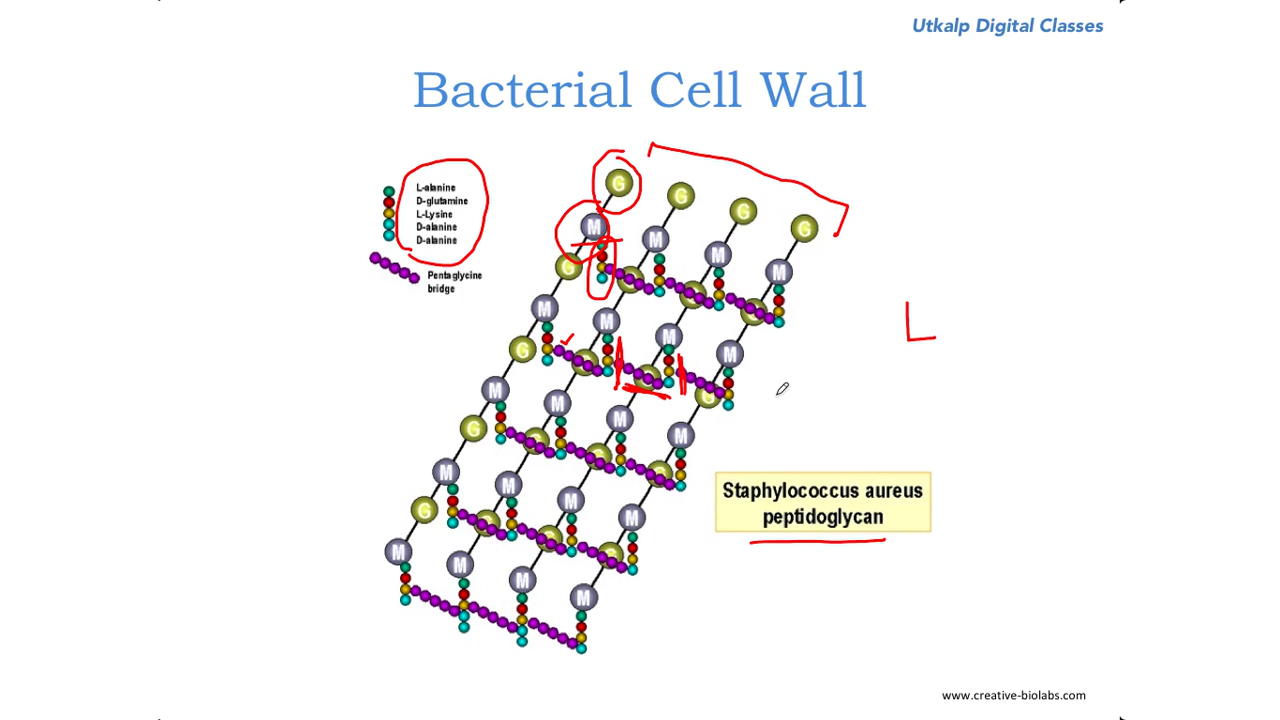 Utkalp Digital Classes
Bacterial Cell Wall
L-alanine
D-glutamine
L-Lysine
D-alanine
D-alanine
Pentaglycine
bridge
G G G G
M M M M
G G G G
M M M M
G G G G
M M M M
G G G G
M M M M
G G G G
M M M M
L
Staphylococcus aureus
peptidoglycan
www.creative-biolabs.com